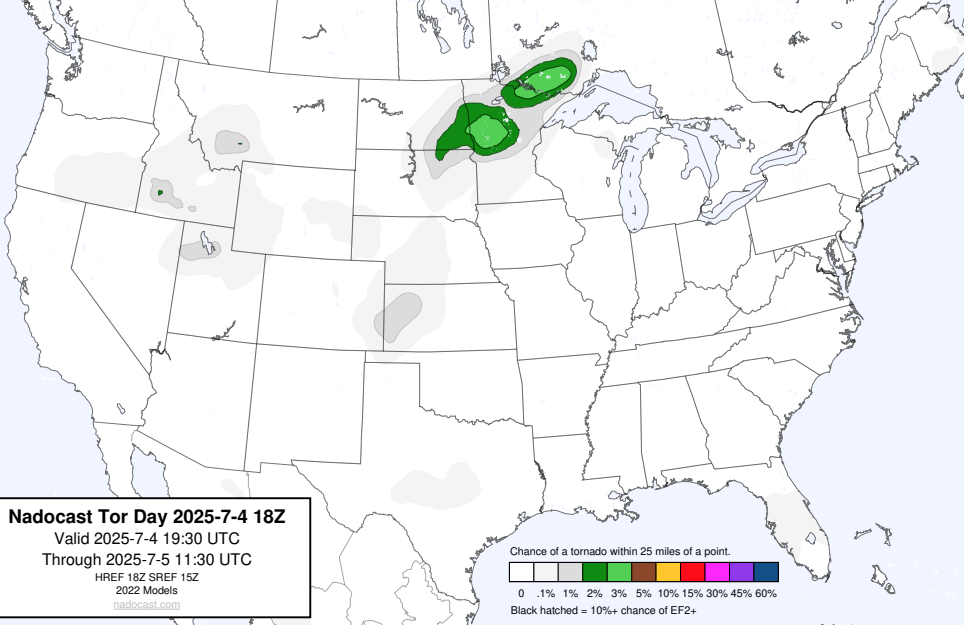 Nadocast Tor Day 2025-7-4 18Z
Valid 2025-7-4 19:30 UTC
Through 2025-7-5 11:30 UTC
HREF 18Z SREF 15Z
2022 Models
nadocast.com
Chance of a tornado within 25 miles of a point.
0 .1% 1% 2% 3% 5% 10% 15% 30% 45% 60%
Black hatched = 10%+ chance of EF2+